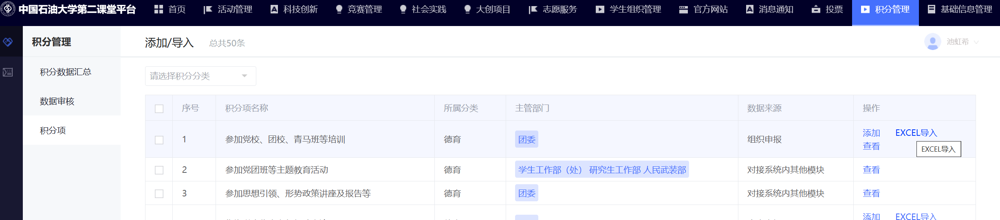 中国石油大学第二课堂平台 首页 活动管理 科技创新 竞赛管理 社会实践 大创项目 志愿服务 学生组织管理 官方网站 消息通知 投票 积分管理 基础信息管理
积分管理 添加/导入 总共50条 池虹希
积分数据汇总
请选择积分分类
数据审核
积分项
序号 积分项名称 所属分类 主管部门 数据来源 操作
1 参加党校、团校、青马班等培训 德育 团委 组织申报 添加 EXCEL导入
查看 EXCEL导入
2 参加党团班等主题教育活动 德育 学生工作部（处） 研究生工作部 人民武装部 对接系统内其他模块 查看
3 参加思想引领、形势政策讲座及报告等 德育 团委 对接系统内其他模块 查看
添加 EXCEL导入